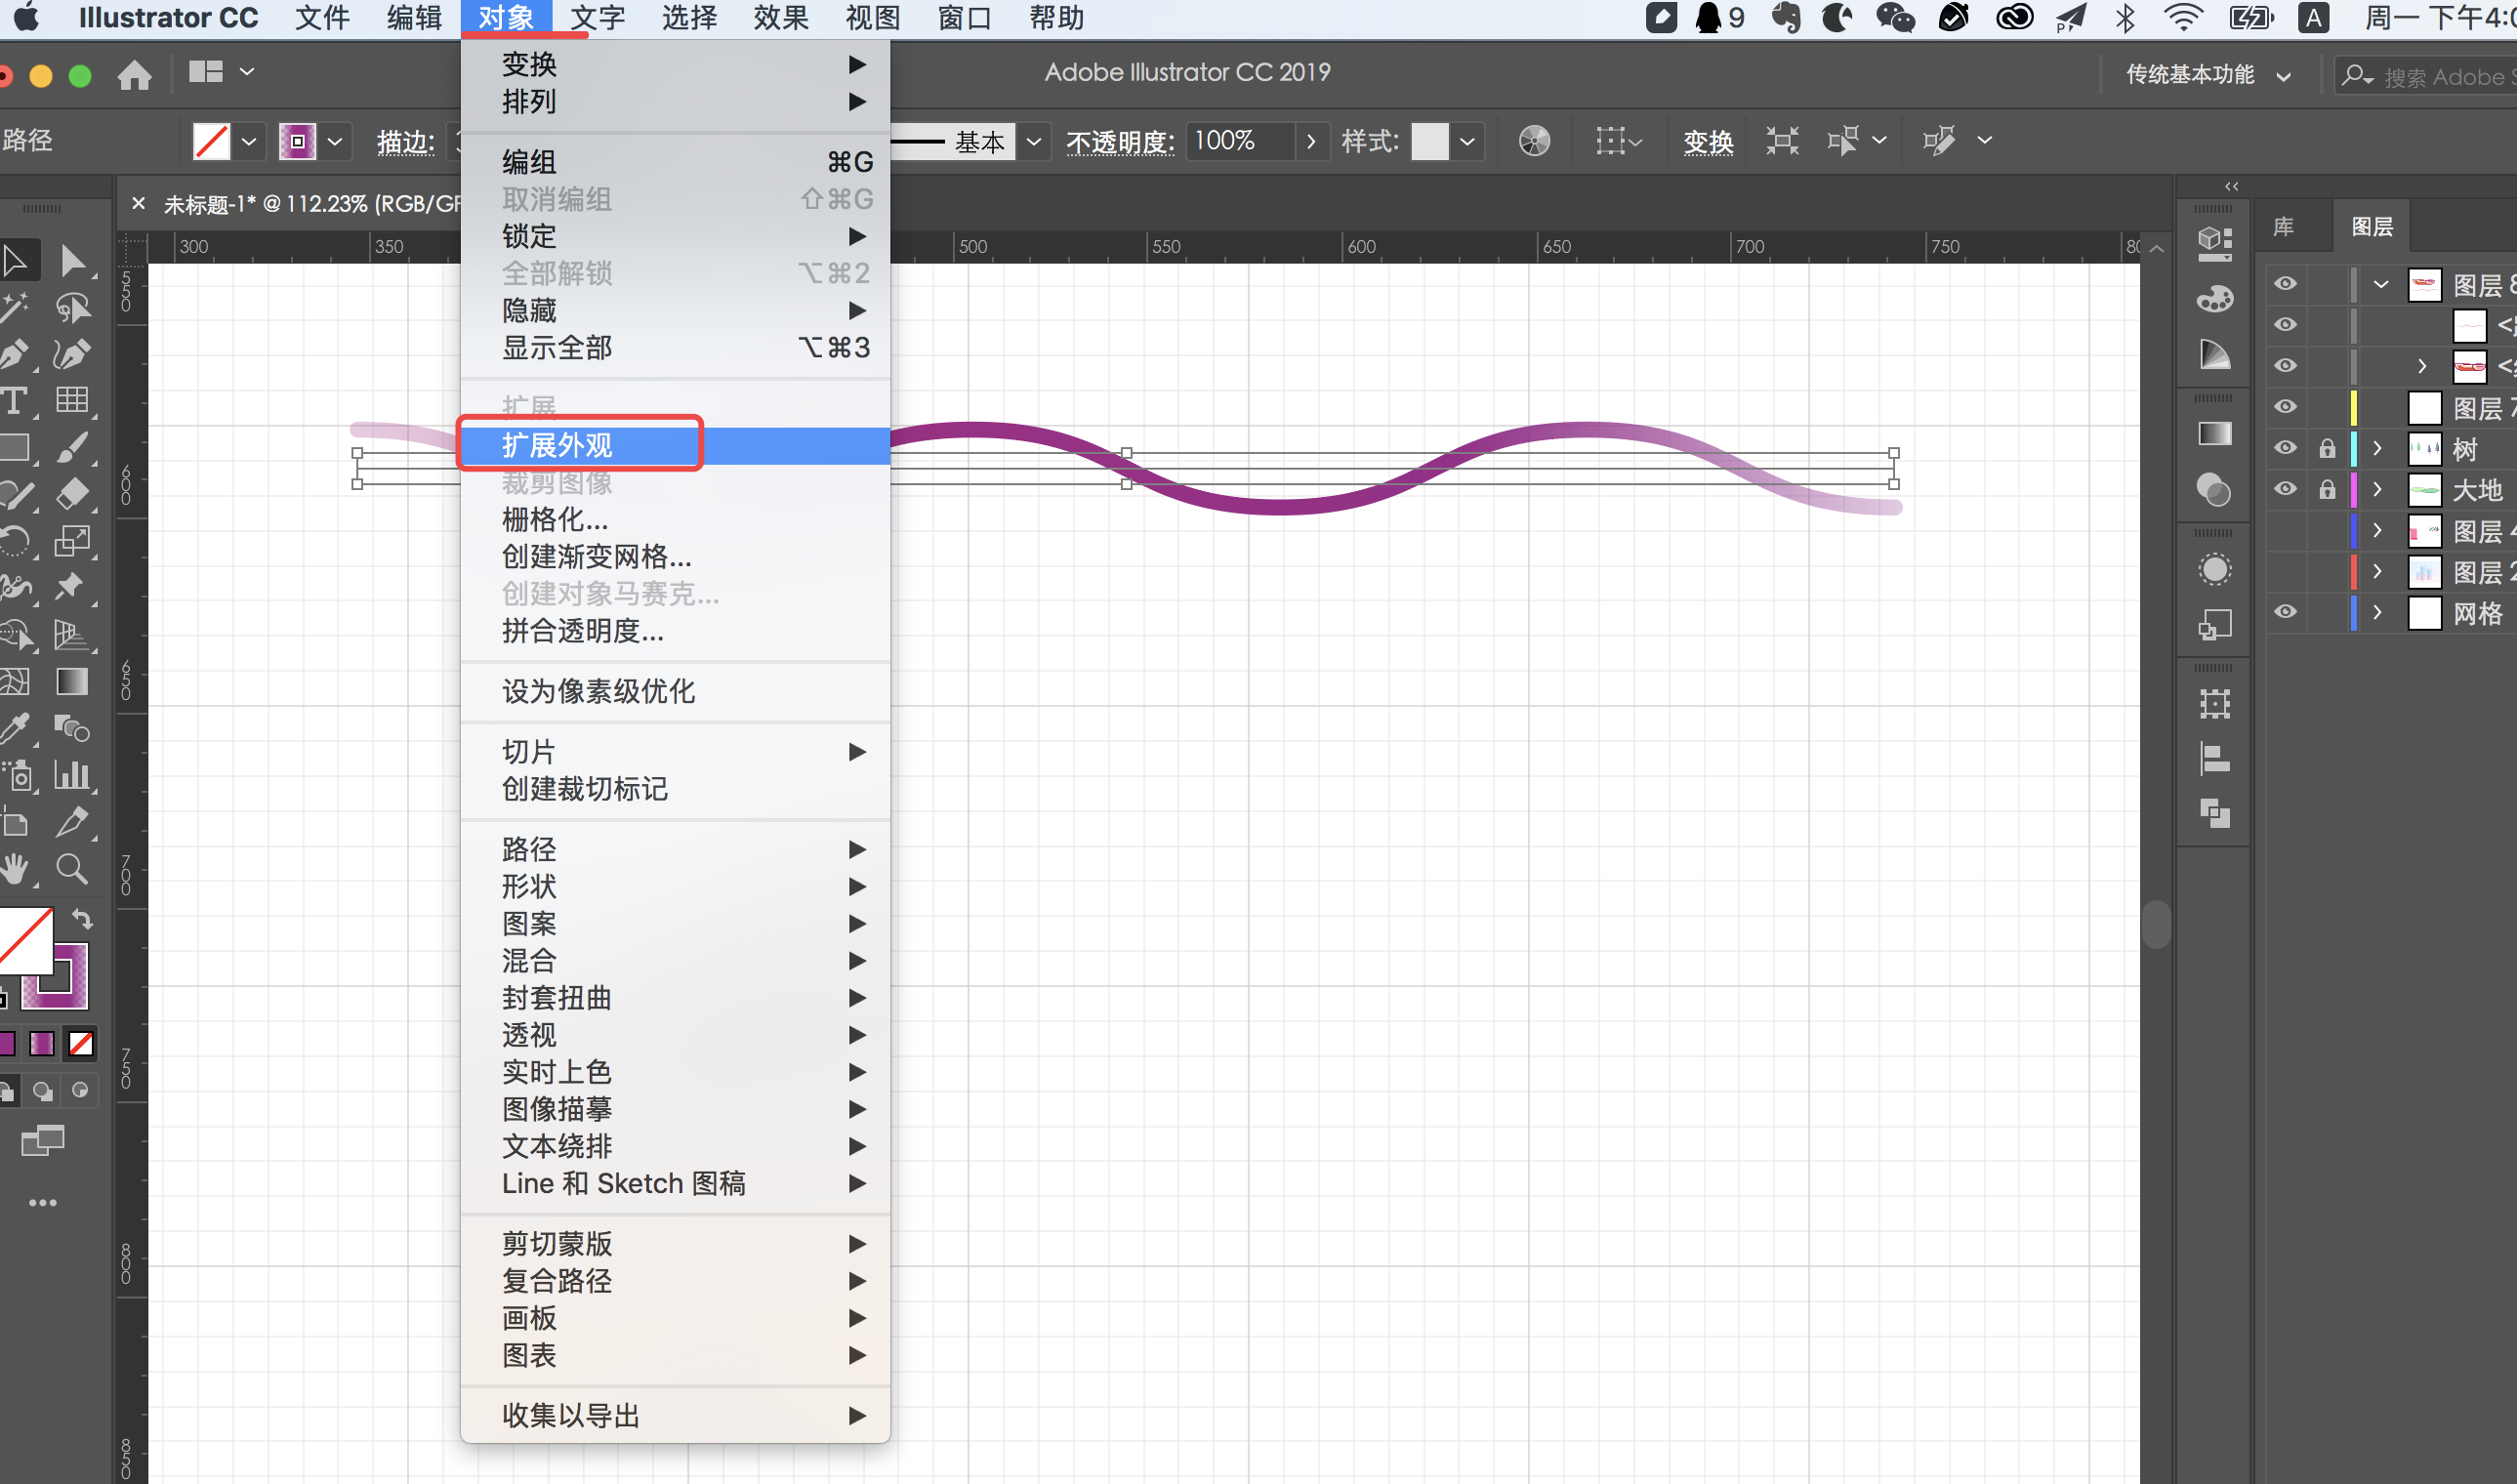 Illustrator CC 文件 编辑 对象 文字 选择 效果 视图 窗口 帮助 9 A 周一 下午4:0
Adobe Illustrator CC 2019 传统基本功能 搜索 Adobe S
路径 描边: 基本 不透明度: 100% 样式: 变换
× 未标题-1* @ 112.23% (RGB/GP
300 350 500 550 600 650 700 750 80
550
600
650
700
750
800
850
变换
排列
编组 ⌘G
取消编组 ⇧⌘G
锁定
全部解锁 ⌥⌘2
隐藏
显示全部 ⌥⌘3
扩展
扩展外观
裁剪图像
栅格化...
创建渐变网格...
创建对象马赛克...
拼合透明度...
设为像素级优化
切片
创建裁切标记
路径
形状
图案
混合
封套扭曲
透视
实时上色
图像描摹
文本绕排
Line 和 Sketch 图稿
剪切蒙版
复合路径
画板
图表
收集以导出
库 图层
图层 8
图层 7
树
大地
图层 4
图层 2
网格